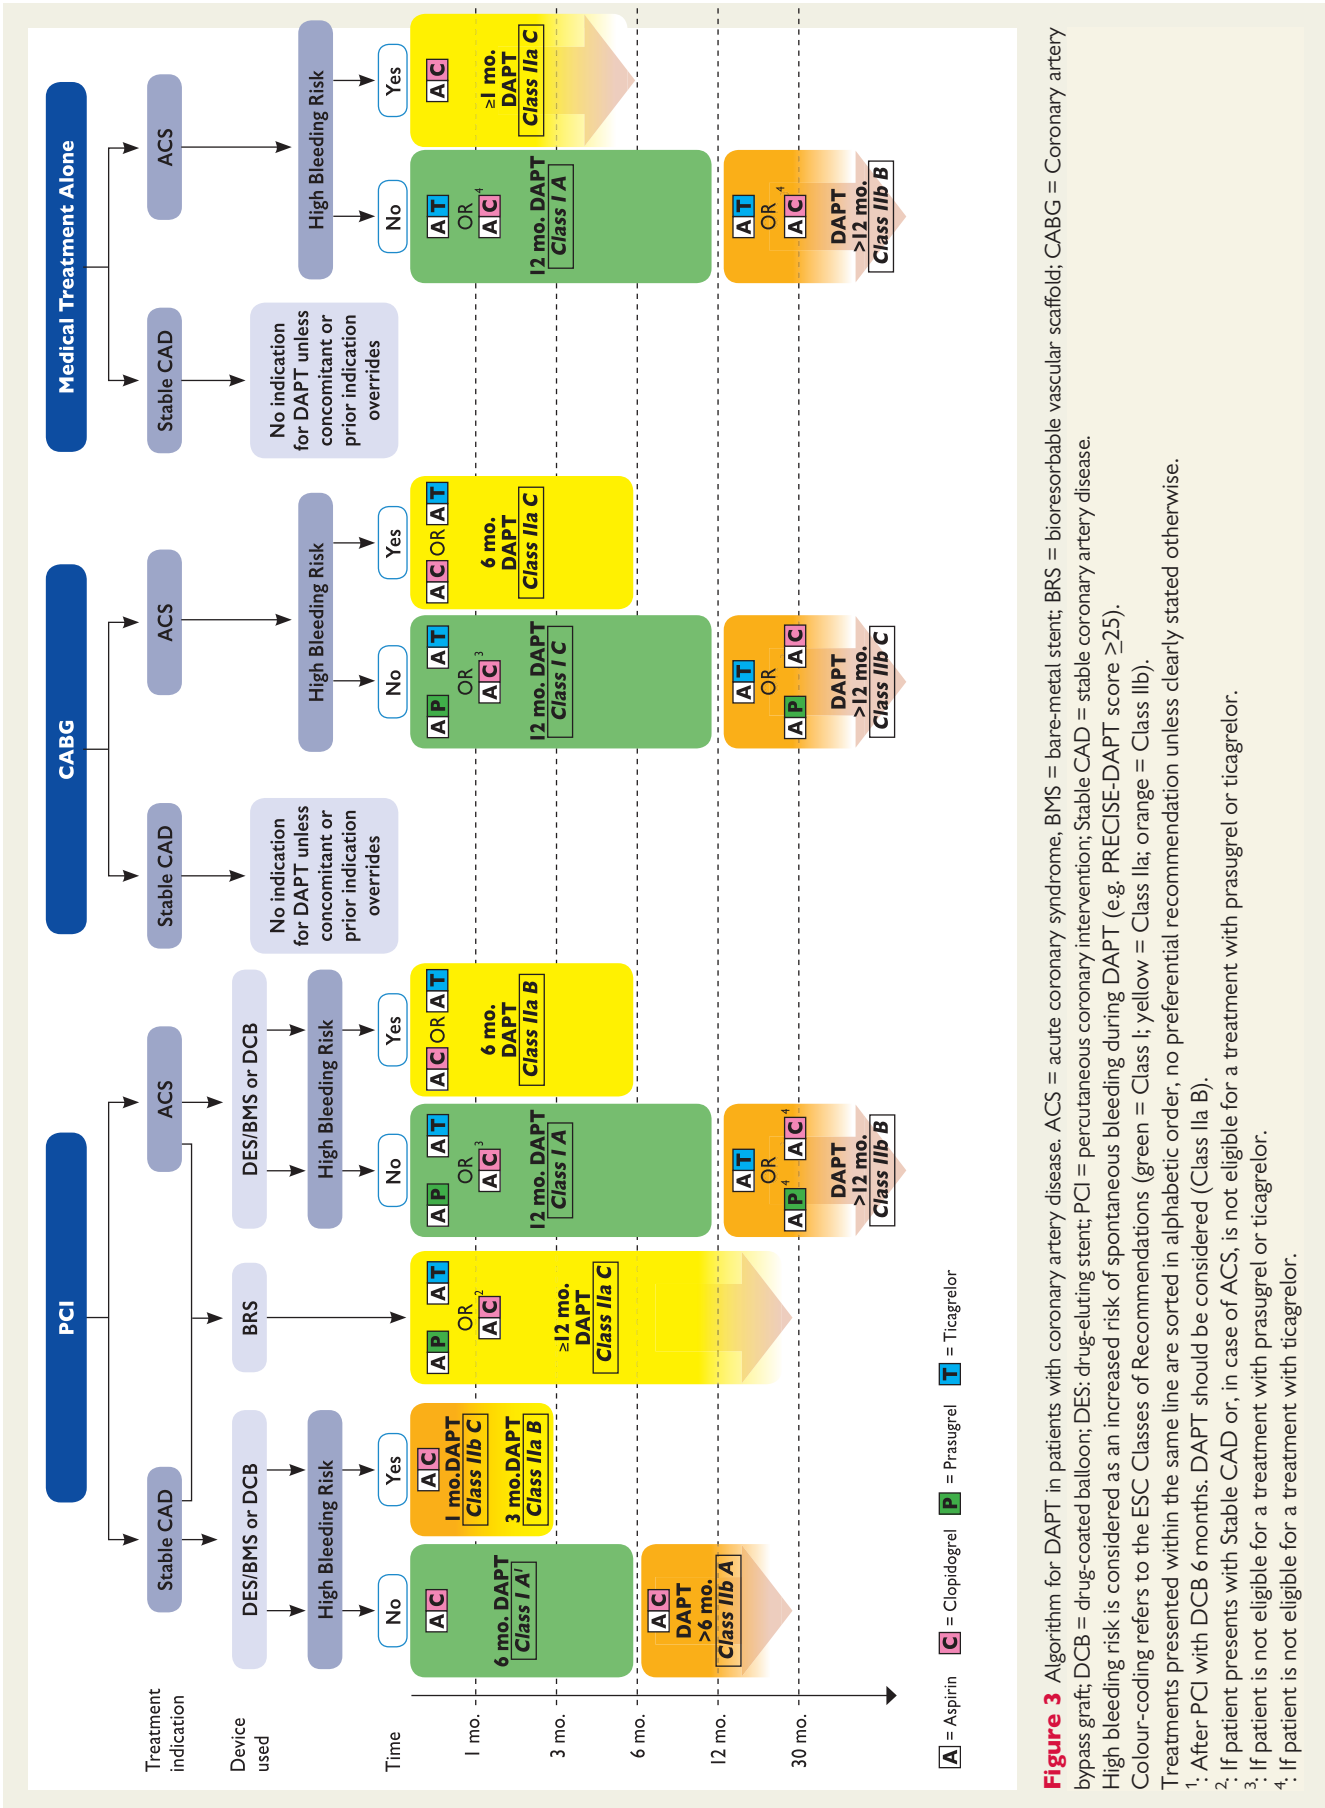 PCI
CABG
Medical Treatment Alone
Treatment
indication
Stable CAD
ACS
Stable CAD
ACS
Stable CAD
ACS
Device
used
DES/BMS or DCB
BRS
DES/BMS or DCB
No indication
for DAPT unless
concomitant or
prior indication
overrides
No indication
for DAPT unless
concomitant or
prior indication
overrides
High Bleeding Risk
High Bleeding Risk
High Bleeding Risk
High Bleeding Risk
Time
No
Yes
No
Yes
No
Yes
No
Yes
1 mo.
3 mo.
6 mo.
12 mo.
30 mo.
A C
6 mo. DAPT
Class I A¹
A C
DAPT
>6 mo.
Class IIb A
A C
1 mo.DAPT
Class IIb C
3 mo.DAPT
Class IIa B
A P A T
OR
A C ²
≥12 mo.
DAPT
Class IIa C
A P A T
OR
A C ³
12 mo. DAPT
Class I A
A T
OR
A P ⁴ A C ⁴
DAPT
>12 mo.
Class IIb B
A C OR A T
6 mo.
DAPT
Class IIa B
A P A T
OR
A C ³
12 mo. DAPT
Class I C
A T
OR
A P A C
DAPT
>12 mo.
Class IIb C
A C OR A T
6 mo.
DAPT
Class IIa C
A T
OR
A C ⁴
12 mo. DAPT
Class I A
A T
OR
A C ⁴
DAPT
>12 mo.
Class IIb B
A C
≥1 mo.
DAPT
Class IIa C
A = Aspirin C = Clopidogrel P = Prasugrel T = Ticagrelor
Figure 3 Algorithm for DAPT in patients with coronary artery disease. ACS = acute coronary syndrome, BMS = bare-metal stent; BRS = bioresorbable vascular scaffold; CABG = Coronary artery
bypass graft; DCB = drug-coated balloon; DES: drug-eluting stent; PCI = percutaneous coronary intervention; Stable CAD = stable coronary artery disease.
High bleeding risk is considered as an increased risk of spontaneous bleeding during DAPT (e.g. PRECISE-DAPT score ≥25).
Colour-coding refers to the ESC Classes of Recommendations (green = Class I; yellow = Class IIa; orange = Class IIb).
Treatments presented within the same line are sorted in alphabetic order, no preferential recommendation unless clearly stated otherwise.
¹: After PCI with DCB 6 months. DAPT should be considered (Class IIa B).
²: If patient presents with Stable CAD or, in case of ACS, is not eligible for a treatment with prasugrel or ticagrelor.
³: If patient is not eligible for a treatment with prasugrel or ticagrelor.
⁴: If patient is not eligible for a treatment with ticagrelor.